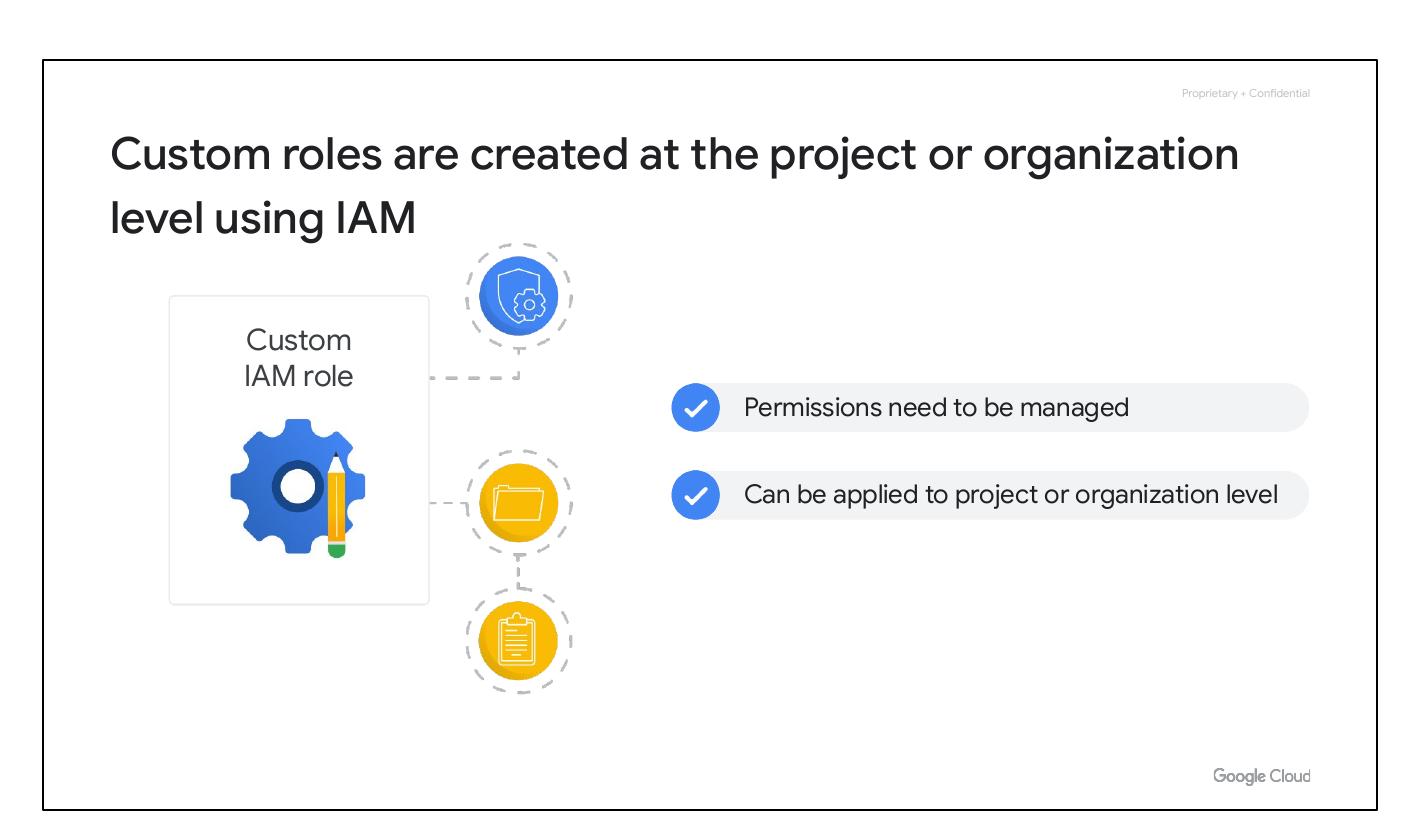 Proprietary + Confidential
Custom roles are created at the project or organization
level using IAM
Custom
IAM role
Permissions need to be managed
Can be applied to project or organization level
Google Cloud